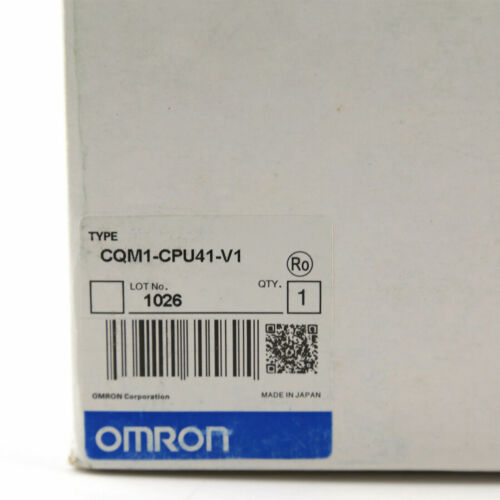 TYPE
CQM1-CPU41-V1
Ro
LOT No. QTY.
1026 1
OMRON Corporation MADE IN JAPAN
OMRON